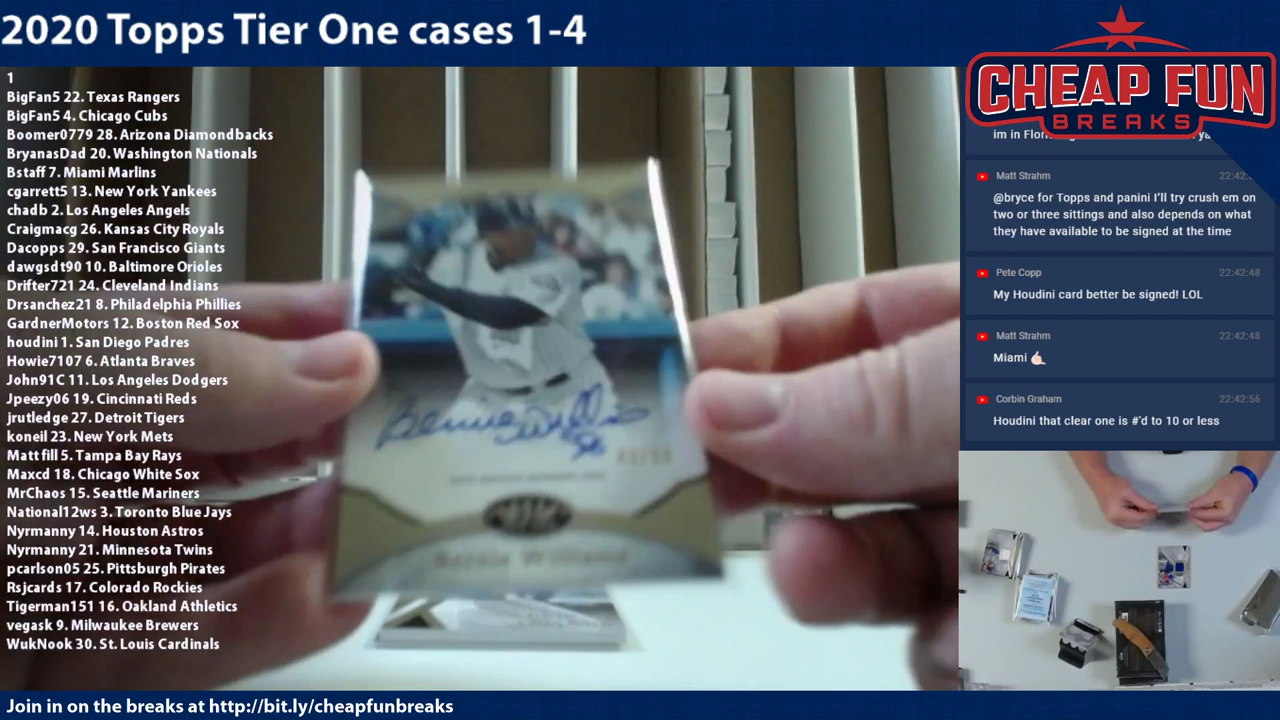 2020 Topps Tier One cases 1-4
1
BigFan5 22. Texas Rangers
BigFan5 4. Chicago Cubs
Boomer0779 28. Arizona Diamondbacks
BryanasDad 20. Washington Nationals
Bstaff 7. Miami Marlins
cgarrett5 13. New York Yankees
chadb 2. Los Angeles Angels
Craigmacg 26. Kansas City Royals
Dacopps 29. San Francisco Giants
dawgsdt90 10. Baltimore Orioles
Drifter721 24. Cleveland Indians
Drsanchez21 8. Philadelphia Phillies
GardnerMotors 12. Boston Red Sox
houdini 1. San Diego Padres
Howie7107 6. Atlanta Braves
John91C 11. Los Angeles Dodgers
Jpeezy06 19. Cincinnati Reds
jrutledge 27. Detroit Tigers
koneil 23. New York Mets
Matt fill 5. Tampa Bay Rays
Maxcd 18. Chicago White Sox
MrChaos 15. Seattle Mariners
National12ws 3. Toronto Blue Jays
Nyrmanny 14. Houston Astros
Nyrmanny 21. Minnesota Twins
pcarlson05 25. Pittsburgh Pirates
Rsjcards 17. Colorado Rockies
Tigerman151 16. Oakland Athletics
vegask 9. Milwaukee Brewers
WukNook 30. St. Louis Cardinals
Bernie Williams
Bernie Williams
CHEAP FUN
BREAKS
im in
Matt Strahm 22:42:
@bryce for Topps and panini I'll try crush em on
two or three sittings and also depends on what
they have available to be signed at the time
Pete Copp 22:42:48
My Houdini card better be signed! LOL
Matt Strahm 22:42:48
Miami 🤙🏻
Corbin Graham 22:42:56
Houdini that clear one is #'d to 10 or less
Join in on the breaks at http://bit.ly/cheapfunbreaks